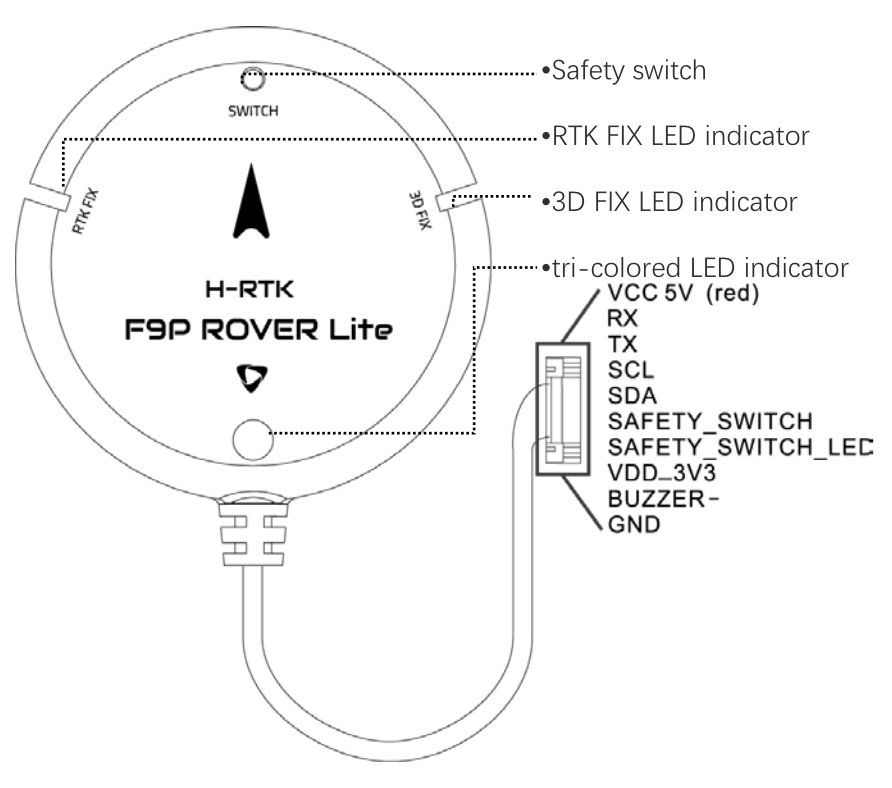 •Safety switch
SWITCH
•RTK FIX LED indicator
RTK FIX
3D FIX
•3D FIX LED indicator
•tri-colored LED indicator
H-RTK
F9P ROVER Lite
VCC 5V (red)
RX
TX
SCL
SDA
SAFETY_SWITCH
SAFETY_SWITCH_LED
VDD_3V3
BUZZER-
GND